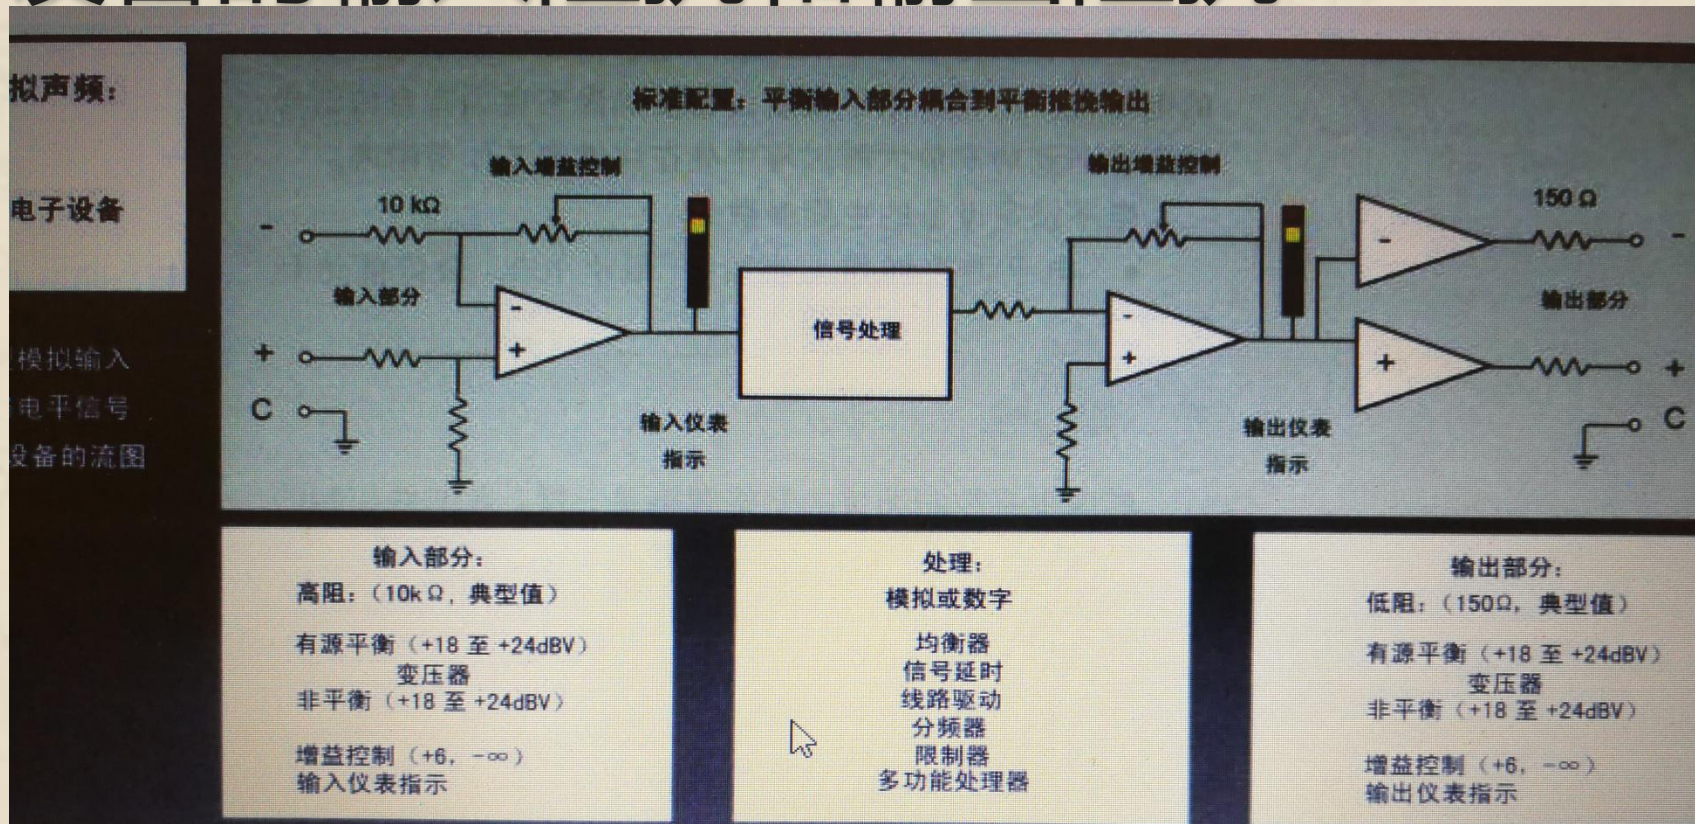 拟声频：
电子设备
模拟输入
电平信号
设备的流图
标准配置：平衡输入部分耦合到平衡推挽输出
输入增益控制
输出增益控制
10 kΩ
150 Ω
-
-
-
-
-
输入部分
输出部分
信号处理
+
+
+
+
+
C
C
输入仪表
指示
输出仪表
指示
输入部分：
高阻：（10kΩ，典型值）
有源平衡（+18 至 +24dBV）
变压器
非平衡（+18 至 +24dBV）
增益控制（+6，-∞）
输入仪表指示
处理：
模拟或数字
均衡器
信号延时
线路驱动
分频器
限制器
多功能处理器
输出部分：
低阻：（150Ω，典型值）
有源平衡（+18 至 +24dBV）
变压器
非平衡（+18 至 +24dBV）
增益控制（+6，-∞）
输出仪表指示